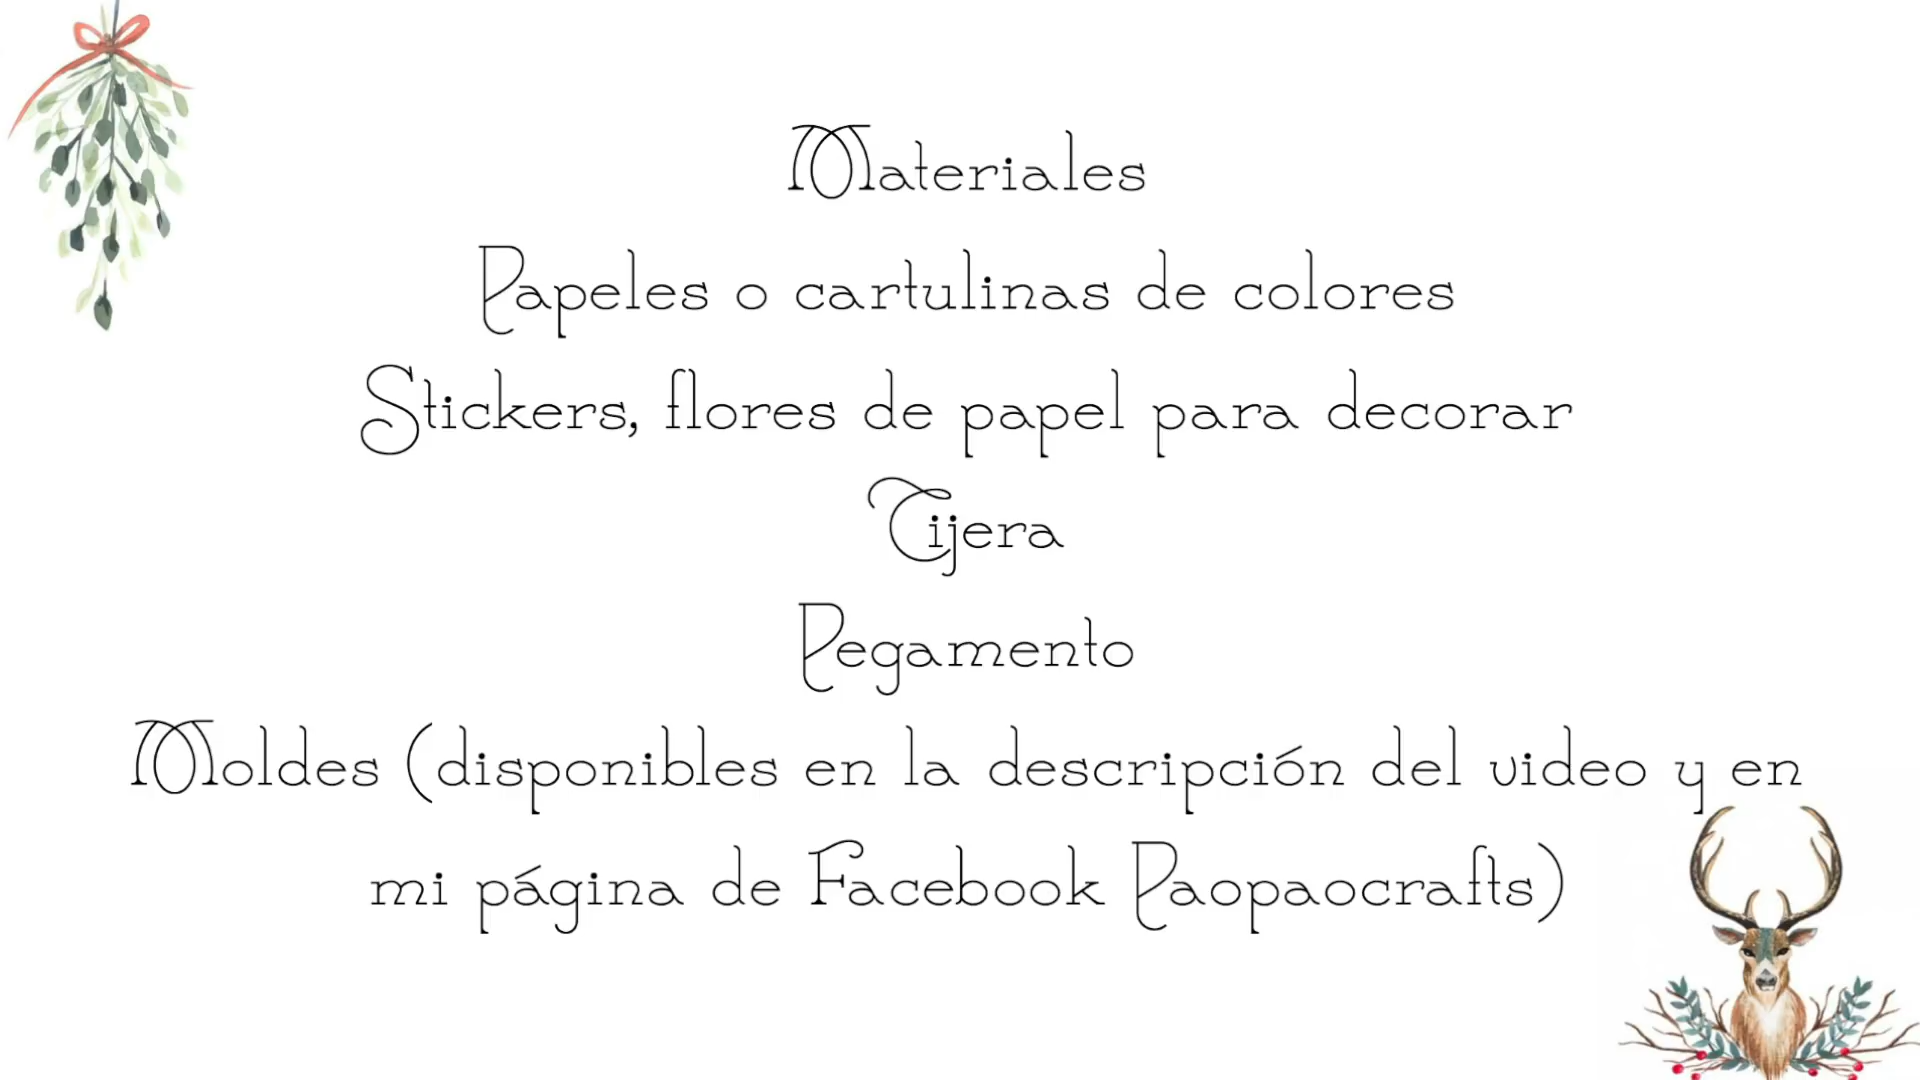 Materiales
Papeles o cartulinas de colores
Stickers, flores de papel para decorar
Tijera
Pegamento
Moldes (disponibles en la descripción del video y en
mi página de Facebook Paopaocrafts)